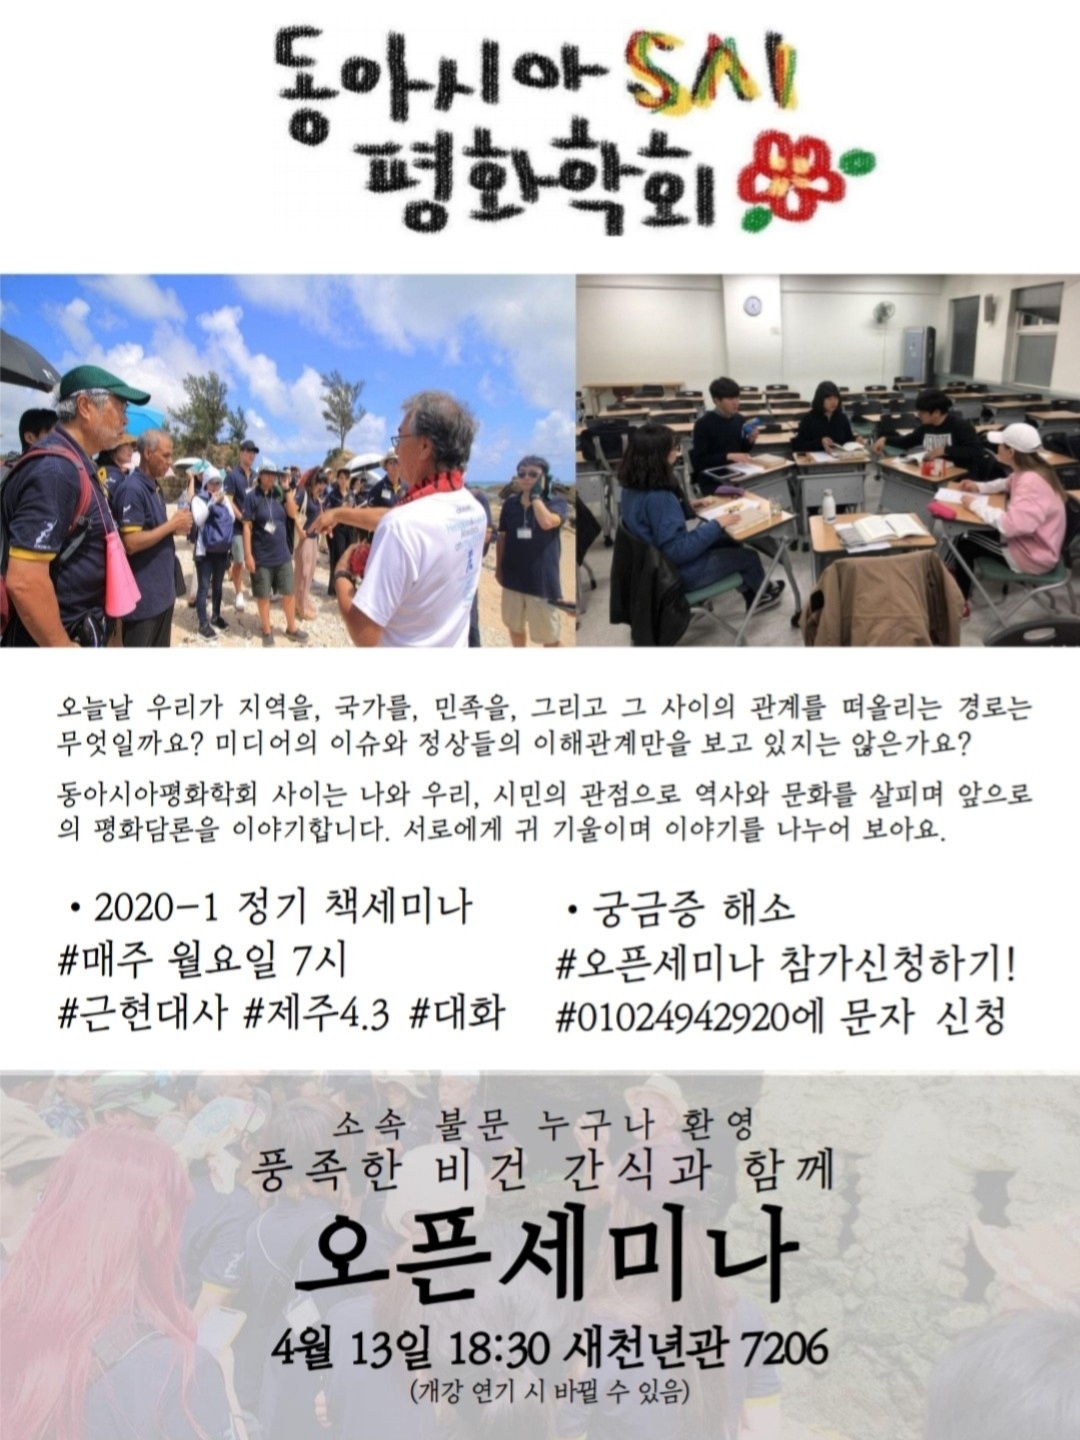 동아시아 SAI
평화학회
오늘날 우리가 지역을, 국가를, 민족을, 그리고 그 사이의 관계를 떠올리는 경로는
무엇일까요? 미디어의 이슈와 정상들의 이해관계만을 보고 있지는 않은가요?
동아시아평화학회 사이는 나와 우리, 시민의 관점으로 역사와 문화를 살피며 앞으로
의 평화담론을 이야기합니다. 서로에게 귀 기울이며 이야기를 나누어 보아요.
• 2020-1 정기 책세미나
#매주 월요일 7시
#근현대사 #제주4.3 #대화
• 궁금증 해소
#오픈세미나 참가신청하기!
#01024942920에 문자 신청
소속 불문 누구나 환영
풍족한 비건 간식과 함께
오픈세미나
4월 13일 18:30 새천년관 7206
(개강 연기 시 바뀔 수 있음)